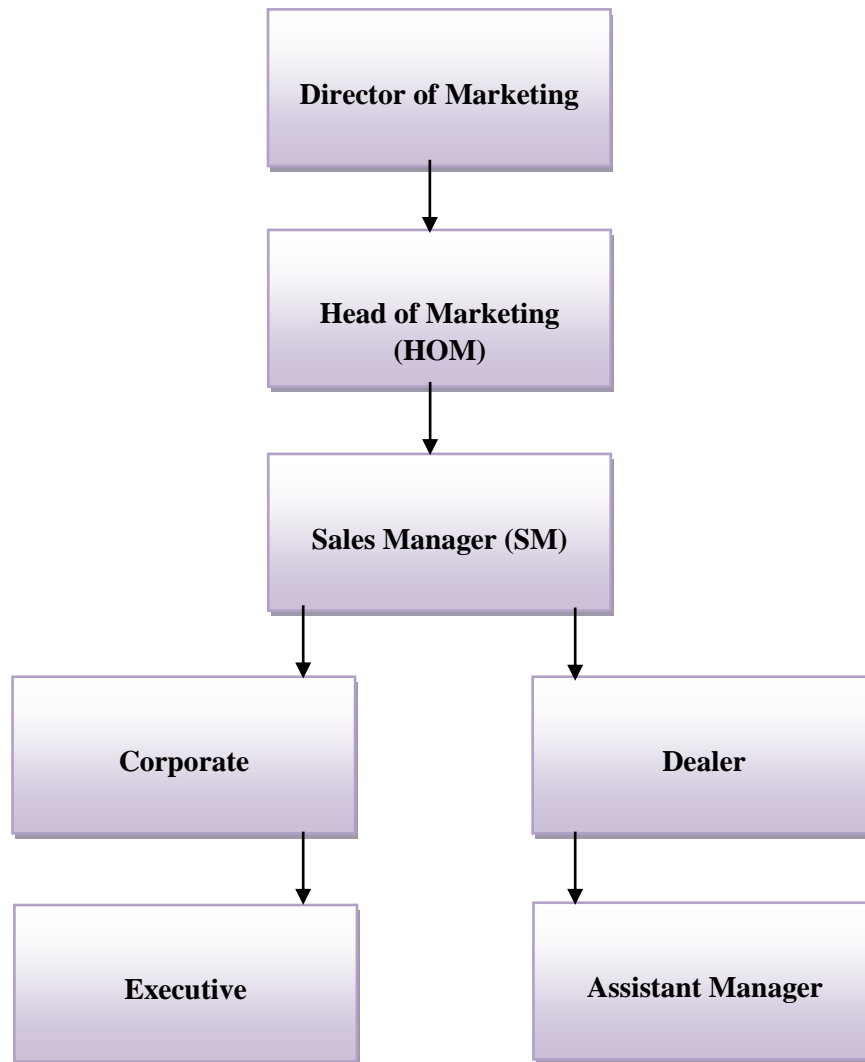 Director of Marketing
Head of Marketing
(HOM)
Sales Manager (SM)
Corporate
Dealer
Executive
Assistant Manager